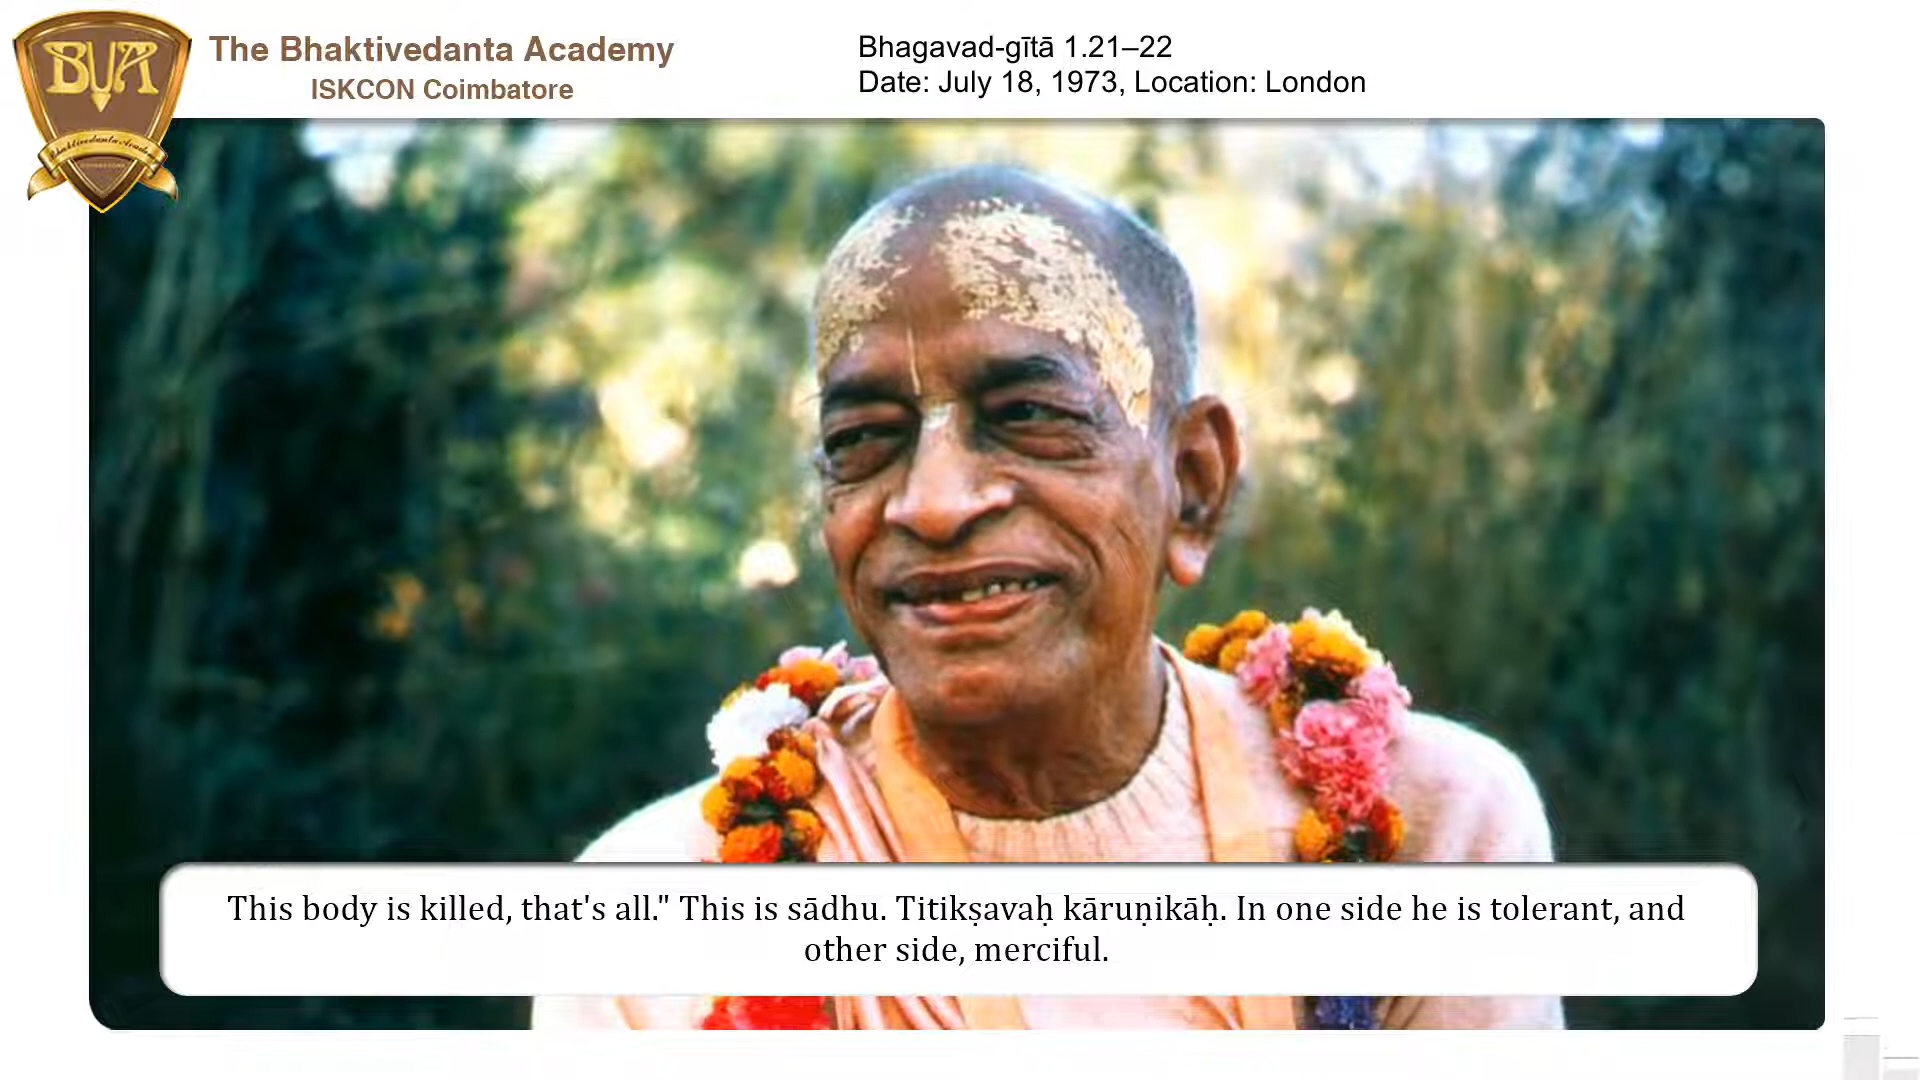 BVA
The Bhaktivedanta Academy
ISKCON Coimbatore
Bhagavad-gītā 1.21–22
Date: July 18, 1973, Location: London
This body is killed, that's all." This is sādhu. Titikṣavaḥ kāruṇikāḥ. In one side he is tolerant, and
other side, merciful.